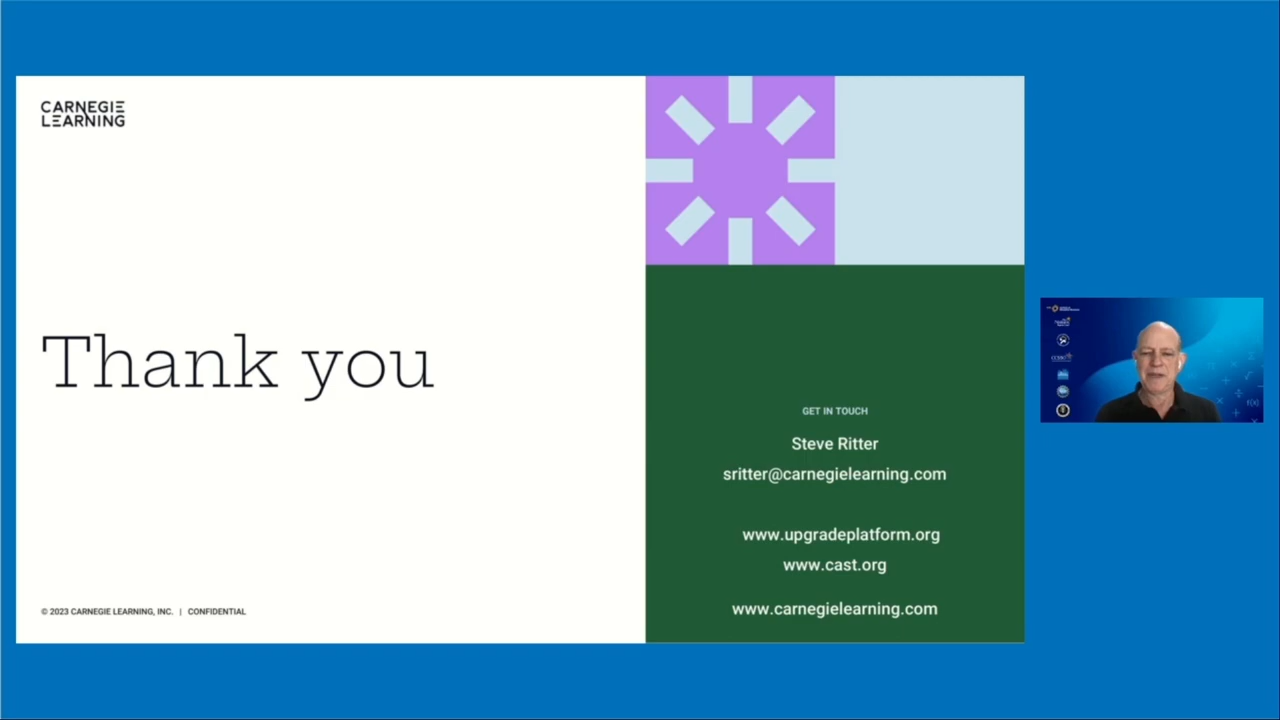 CARNEGIE
LEARNING
Thank you
© 2023 CARNEGIE LEARNING, INC. | CONFIDENTIAL
GET IN TOUCH
Steve Ritter
sritter@carnegielearning.com
www.upgradeplatform.org
www.cast.org
www.carnegielearning.com
f(x)